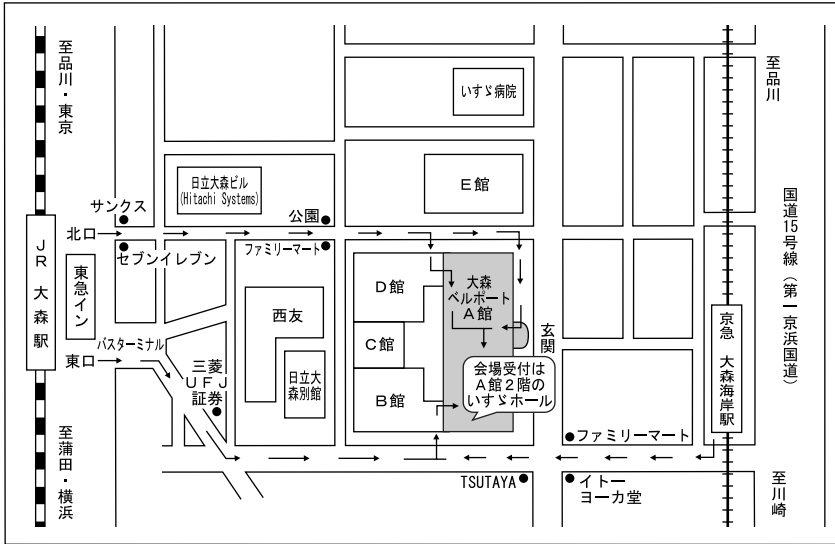 至品川・東京
至品川
いすゞ病院
日立大森ビル
(Hitachi Systems)
E館
サンクス
公園
北口
セブンイレブン
ファミリーマート
JR 大森駅
東急イン
D館
大森
ベルポート
A館
西友
C館
玄関
バスターミナル
東口
三菱
UFJ
証券
日立大
森別館
B館
会場受付は
A館2階の
いすゞホール
国道15号線(第一京浜国道)
京急 大森海岸駅
ファミリーマート
至蒲田・横浜
TSUTAYA
イトー
ヨーカ堂
至川崎